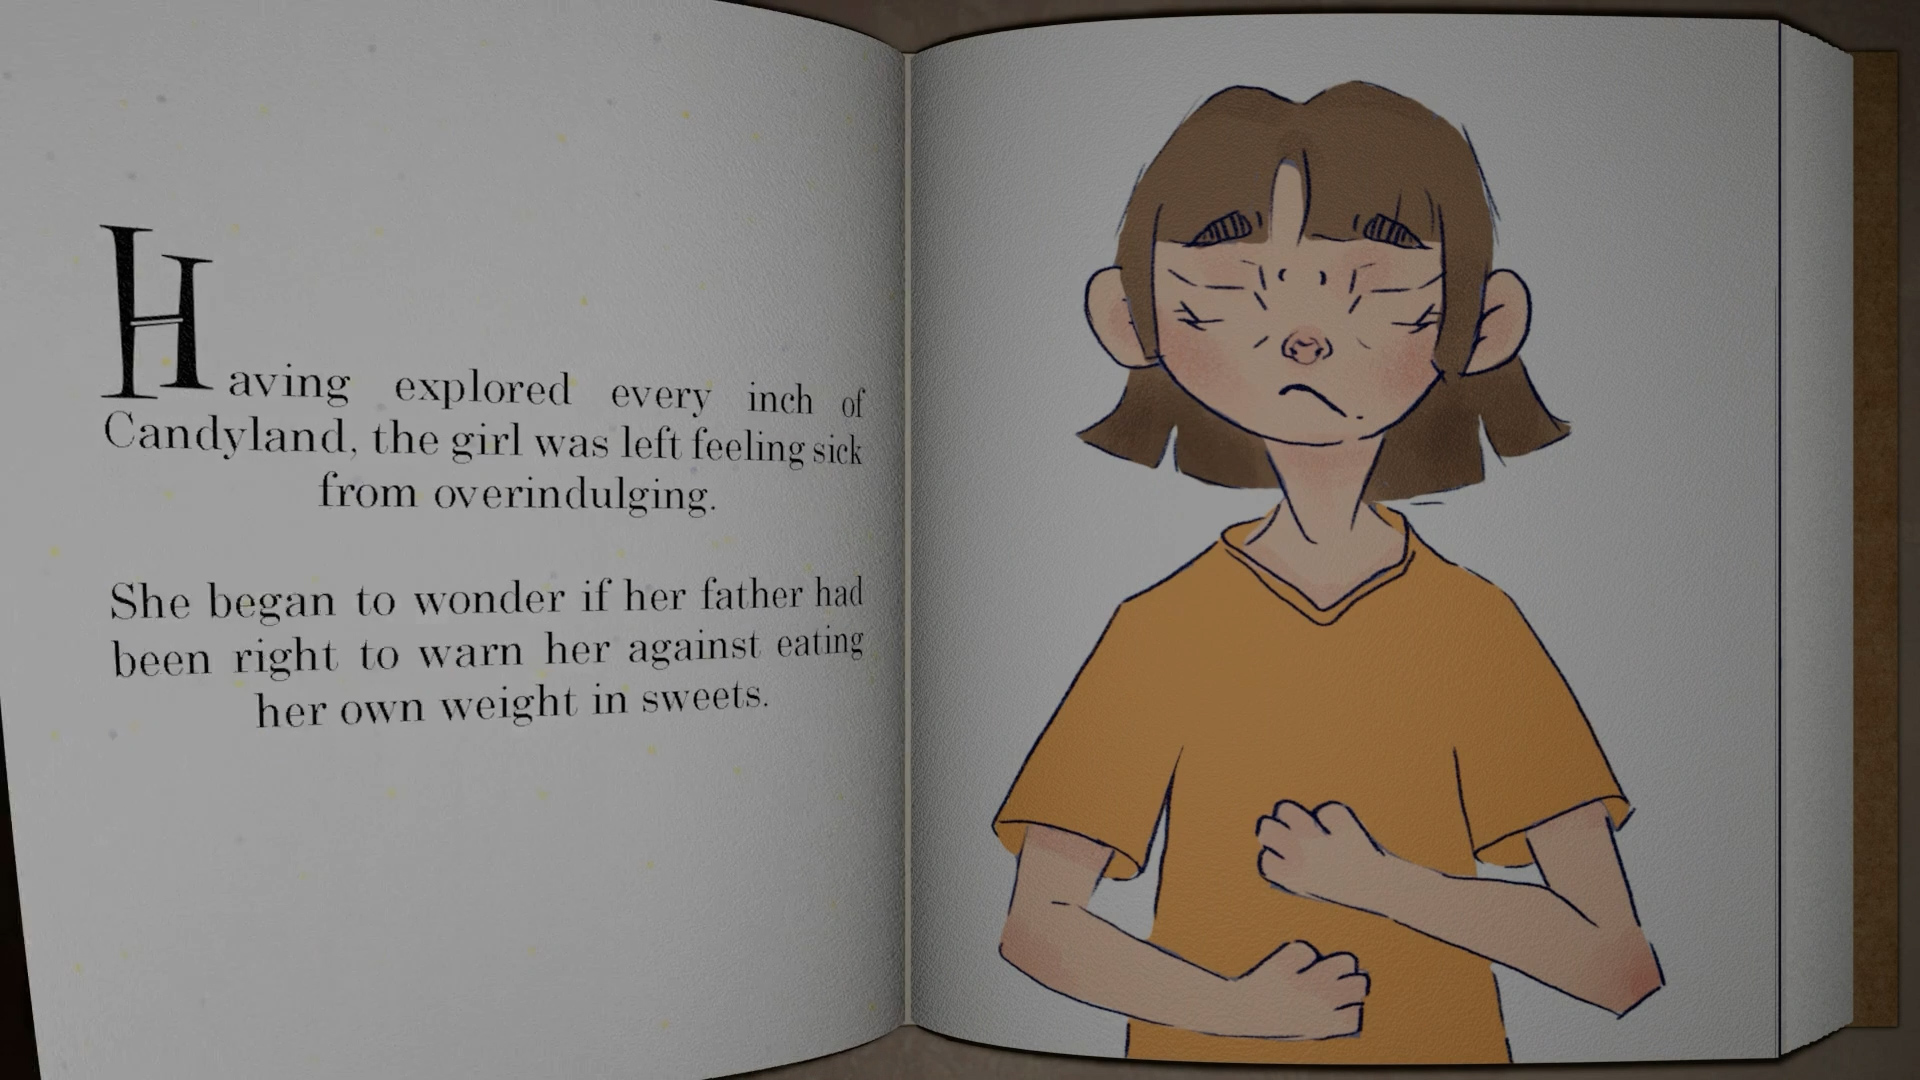 Having explored every inch of
Candyland, the girl was left feeling sick
from overindulging.
She began to wonder if her father had
been right to warn her against eating
her own weight in sweets.